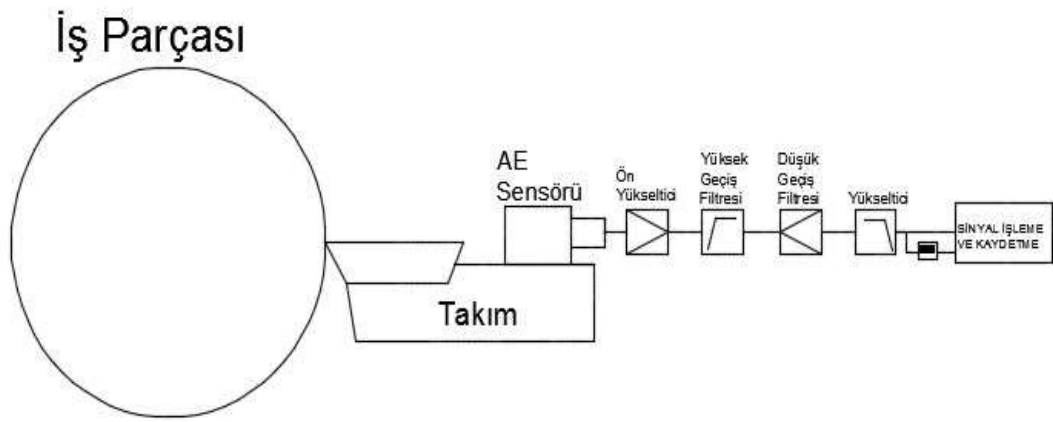 İş Parçası
AE
Sensörü
Ön
Yükseltici
Yüksek
Geçiş
Filtresi
Düşük
Geçiş
Filtresi
Yükseltici
SİNYAL İŞLEME
VE KAYDETME
Takım